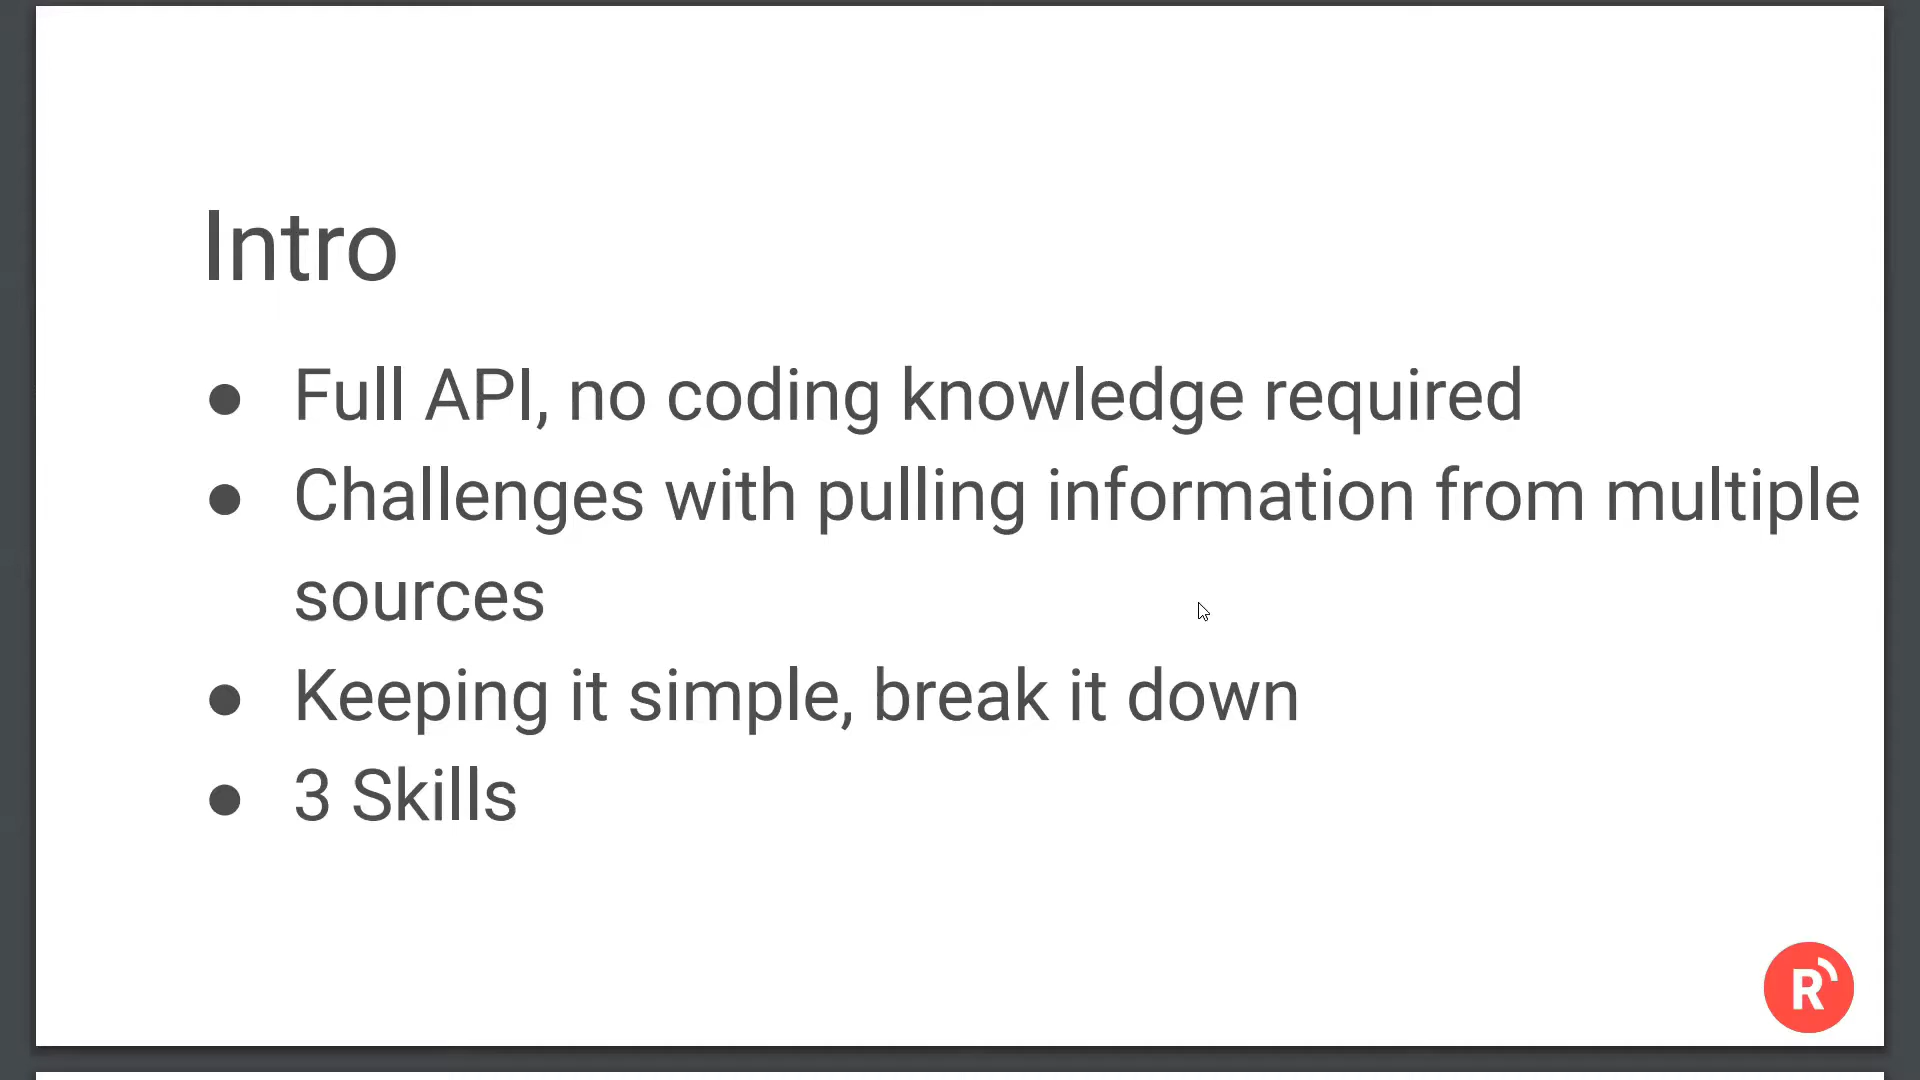 Intro
● Full API, no coding knowledge required
● Challenges with pulling information from multiple
sources
● Keeping it simple, break it down
● 3 Skills
R